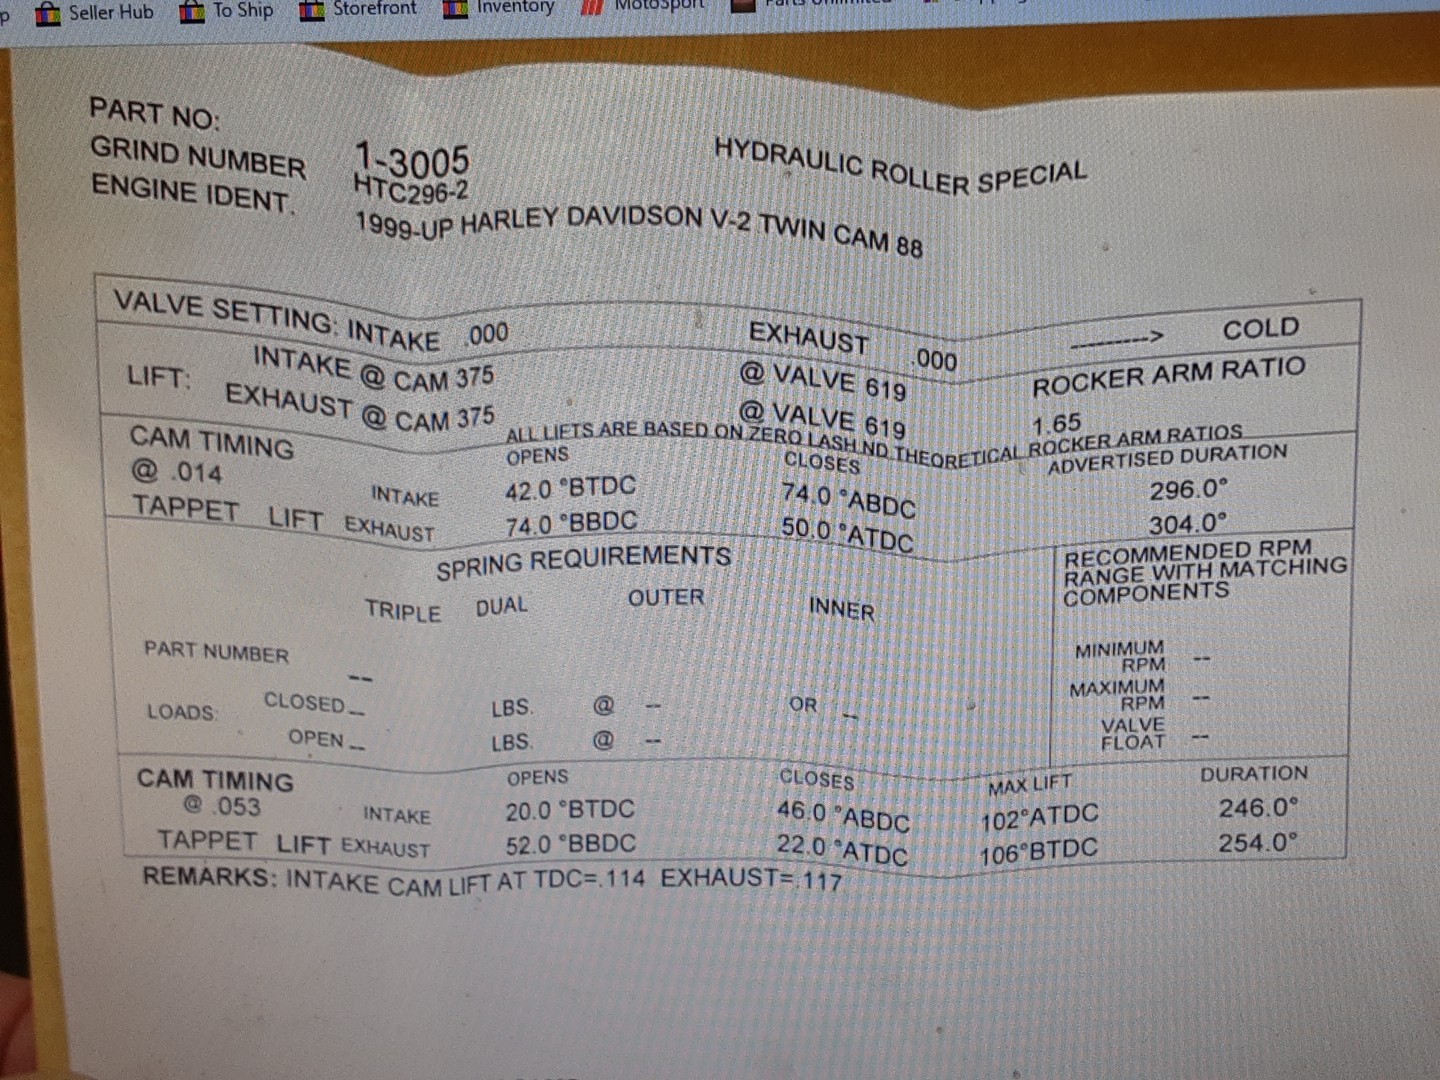 Seller Hub To Ship Storefront Inventory MotoSport
PART NO: 1-3005 HYDRAULIC ROLLER SPECIAL
GRIND NUMBER HTC296-2
ENGINE IDENT. 1999-UP HARLEY DAVIDSON V-2 TWIN CAM 88
VALVE SETTING: INTAKE .000 EXHAUST .000 ---------> COLD
LIFT: INTAKE @ CAM 375 @ VALVE 619 ROCKER ARM RATIO
EXHAUST @ CAM 375 @ VALVE 619 1.65
ALL LIFTS ARE BASED ON ZERO LASH ND THEORETICAL ROCKER ARM RATIOS
CAM TIMING OPENS CLOSES ADVERTISED DURATION
@ .014 INTAKE 42.0 °BTDC 74.0 °ABDC 296.0°
TAPPET LIFT EXHAUST 74.0 °BBDC 50.0 °ATDC 304.0°
SPRING REQUIREMENTS
TRIPLE DUAL OUTER INNER
PART NUMBER --
LOADS: CLOSED -- LBS. @ -- OR --
OPEN -- LBS. @ --
RECOMMENDED RPM
RANGE WITH MATCHING
COMPONENTS
MINIMUM
RPM --
MAXIMUM
RPM --
VALVE
FLOAT --
CAM TIMING OPENS CLOSES MAX LIFT DURATION
@ .053 INTAKE 20.0 °BTDC 46.0 °ABDC 102°ATDC 246.0°
TAPPET LIFT EXHAUST 52.0 °BBDC 22.0 °ATDC 106°BTDC 254.0°
REMARKS: INTAKE CAM LIFT AT TDC=.114 EXHAUST=.117